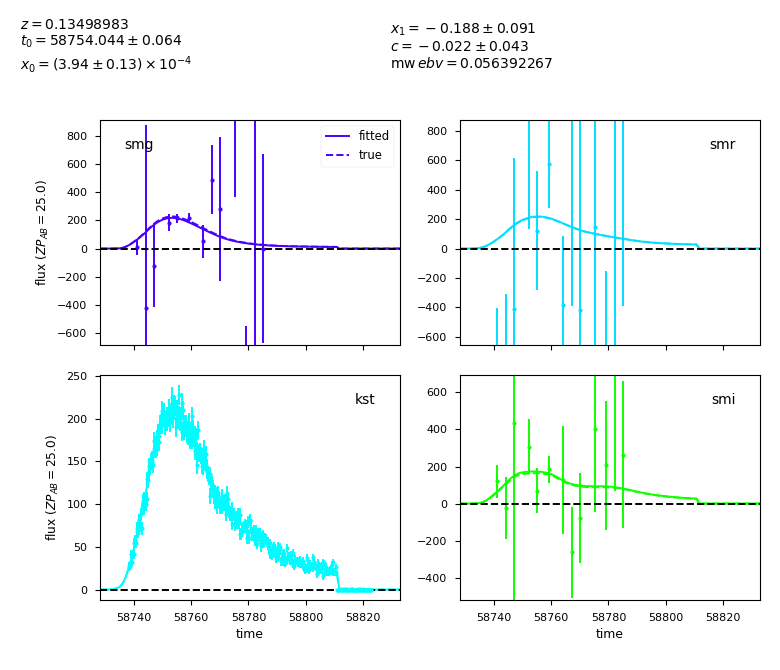 z = 0.13498983
t₀ = 58754.044 ± 0.064
x₀ = (3.94 ± 0.13) × 10⁻⁴
x₁ = −0.188 ± 0.091
c = −0.022 ± 0.043
mw ebv = 0.056392267
smg
fitted
true
800
600
400
200
0
−200
−400
−600
flux (ZP_AB = 25.0)
smr
800
600
400
200
0
−200
−400
−600
kst
250
200
150
100
50
0
flux (ZP_AB = 25.0)
58740 58760 58780 58800 58820
time
smi
600
400
200
0
−200
−400
58740 58760 58780 58800 58820
time